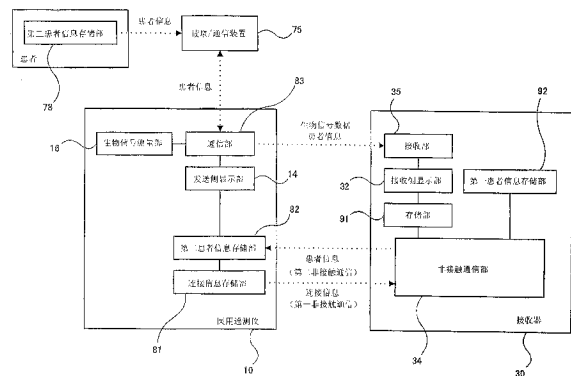 患者信息
第二患者信息存储部
患者
78
读取/通信装置
75
患者信息
83
生物信号测量部
16
通信部
生物信号数据
患者信息
35
接收部
92
发送侧显示部
14
32
接收侧显示部
第一患者信息存储部
82
91
存储部
第二患者信息存储部
患者信息
(第二非接触通信)
非接触通信部
连接信息存储部
连接信息
(第一非接触通信)
81
医用遥测仪
34
接收器
10
30